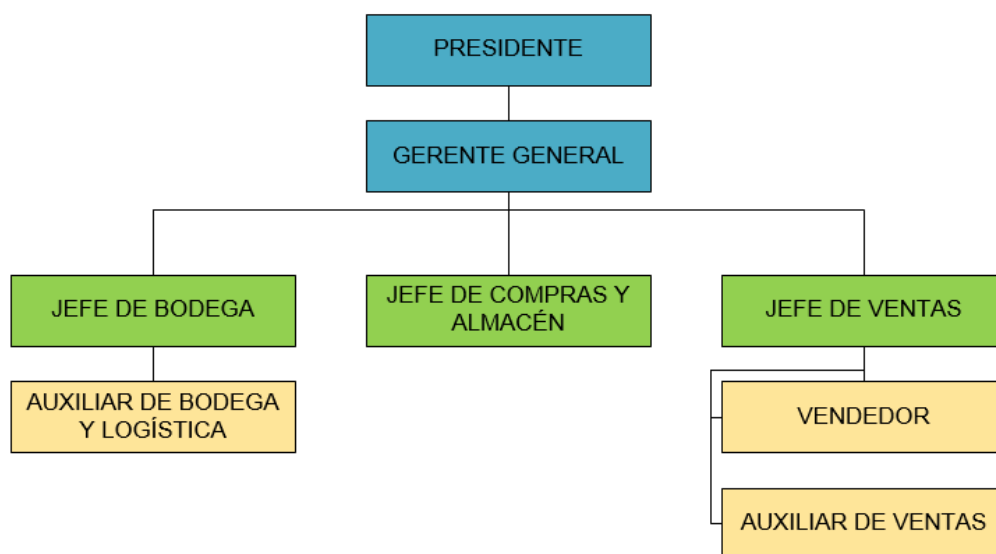 PRESIDENTE
GERENTE GENERAL
JEFE DE BODEGA
JEFE DE COMPRAS Y
ALMACÉN
JEFE DE VENTAS
AUXILIAR DE BODEGA
Y LOGÍSTICA
VENDEDOR
AUXILIAR DE VENTAS